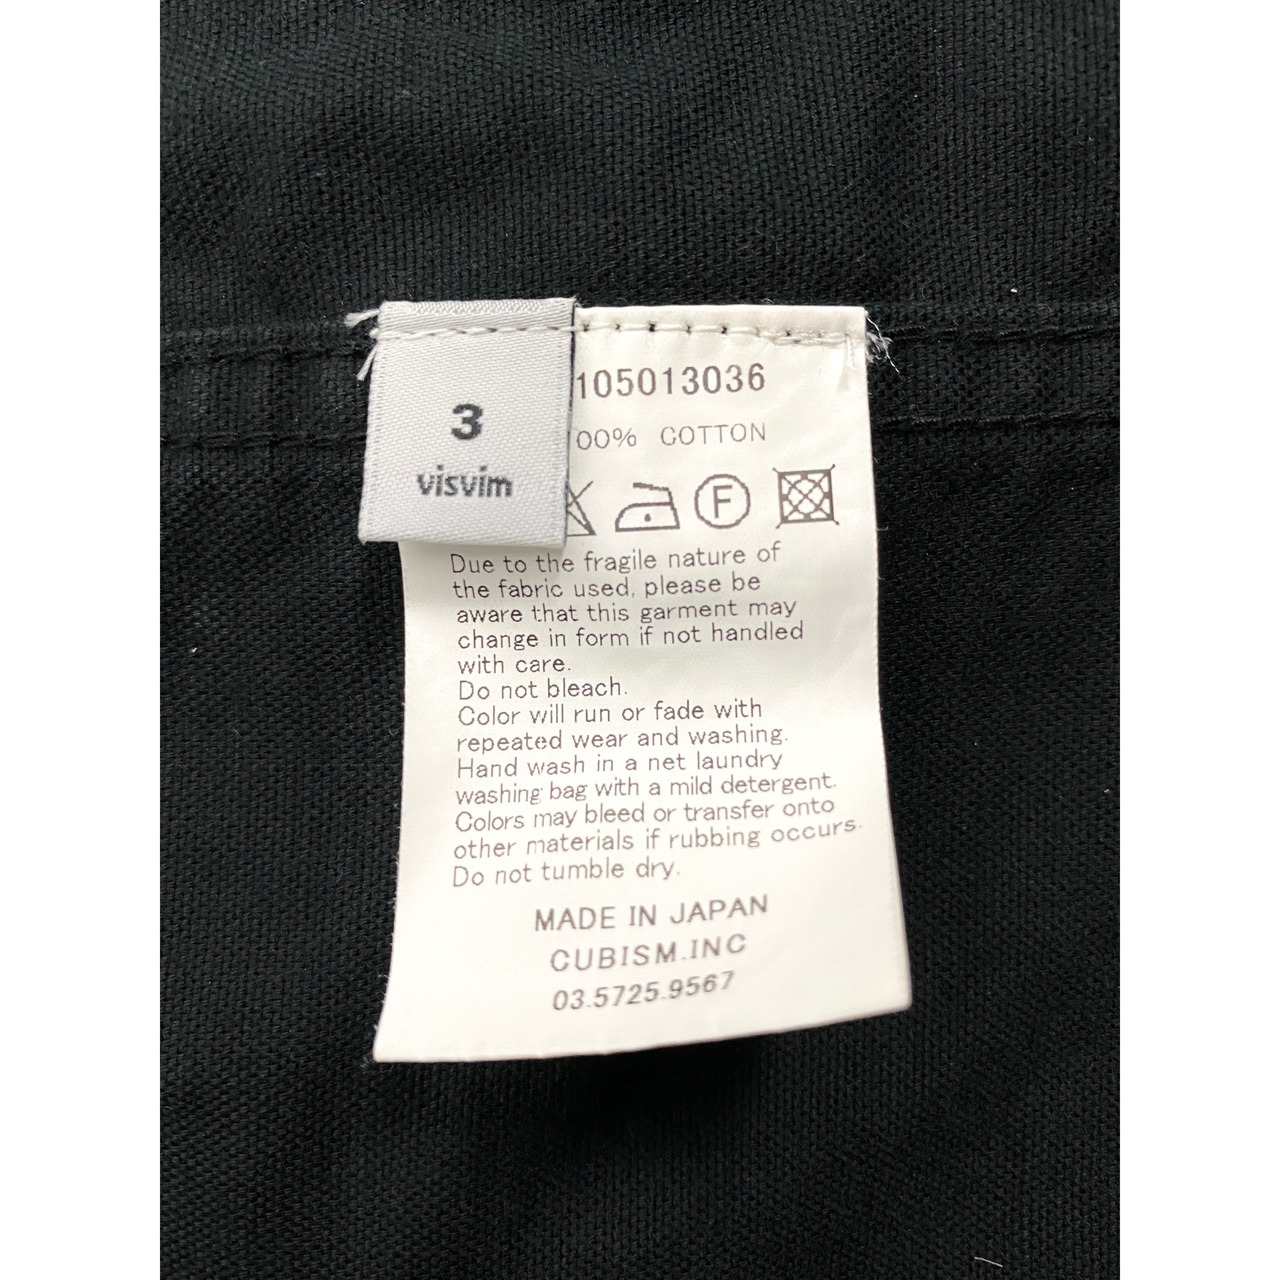 3
visvim
105013036
00% COTTON
F
Due to the fragile nature of
the fabric used, please be
aware that this garment may
change in form if not handled
with care.
Do not bleach.
Color will run or fade with
repeated wear and washing.
Hand wash in a net laundry
washing bag with a mild detergent.
Colors may bleed or transfer onto
other materials if rubbing occurs.
Do not tumble dry.
MADE IN JAPAN
CUBISM.INC
03.5725.9567